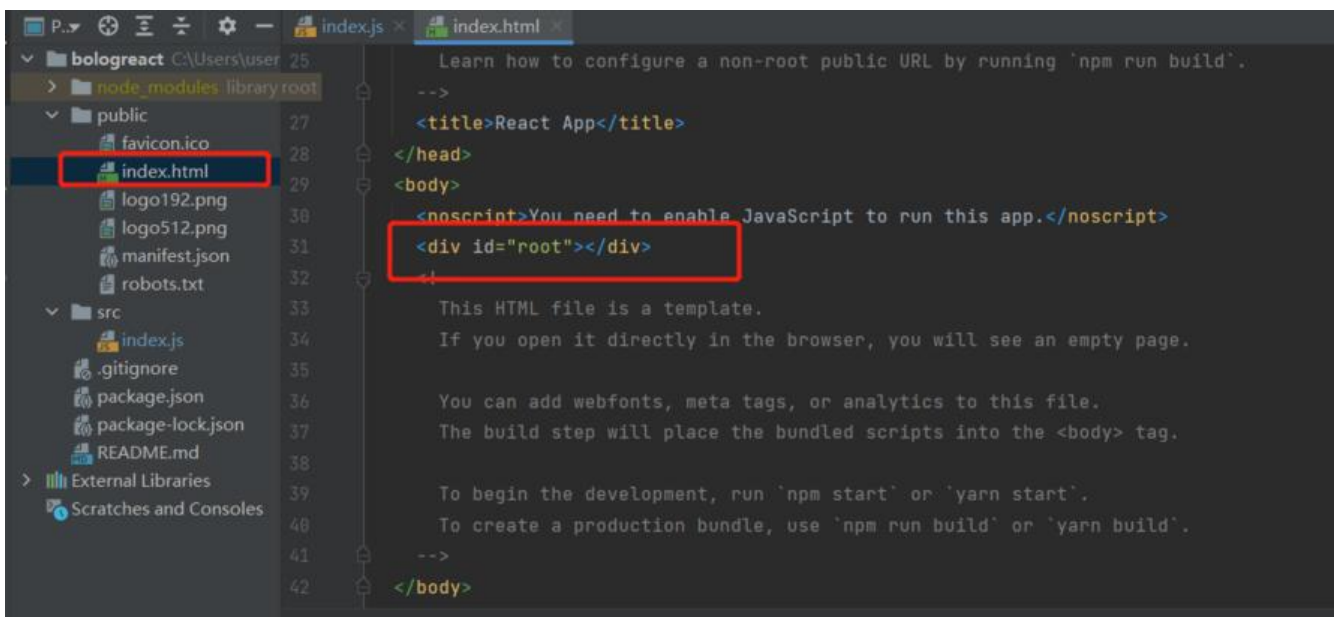 P..
index.js
index.html
bologreact C:\Users\user
node_modules library root
public
favicon.ico
index.html
logo192.png
logo512.png
manifest.json
robots.txt
src
index.js
.gitignore
package.json
package-lock.json
README.md
External Libraries
Scratches and Consoles
25 Learn how to configure a non-root public URL by running `npm run build`.
-->
27 <title>React App</title>
28 </head>
29 <body>
30 <noscript>You need to enable JavaScript to run this app.</noscript>
31 <div id="root"></div>
32
33 This HTML file is a template.
34 If you open it directly in the browser, you will see an empty page.
35
36 You can add webfonts, meta tags, or analytics to this file.
37 The build step will place the bundled scripts into the <body> tag.
38
39 To begin the development, run `npm start` or `yarn start`.
40 To create a production bundle, use `npm run build` or `yarn build`.
41 -->
42 </body>